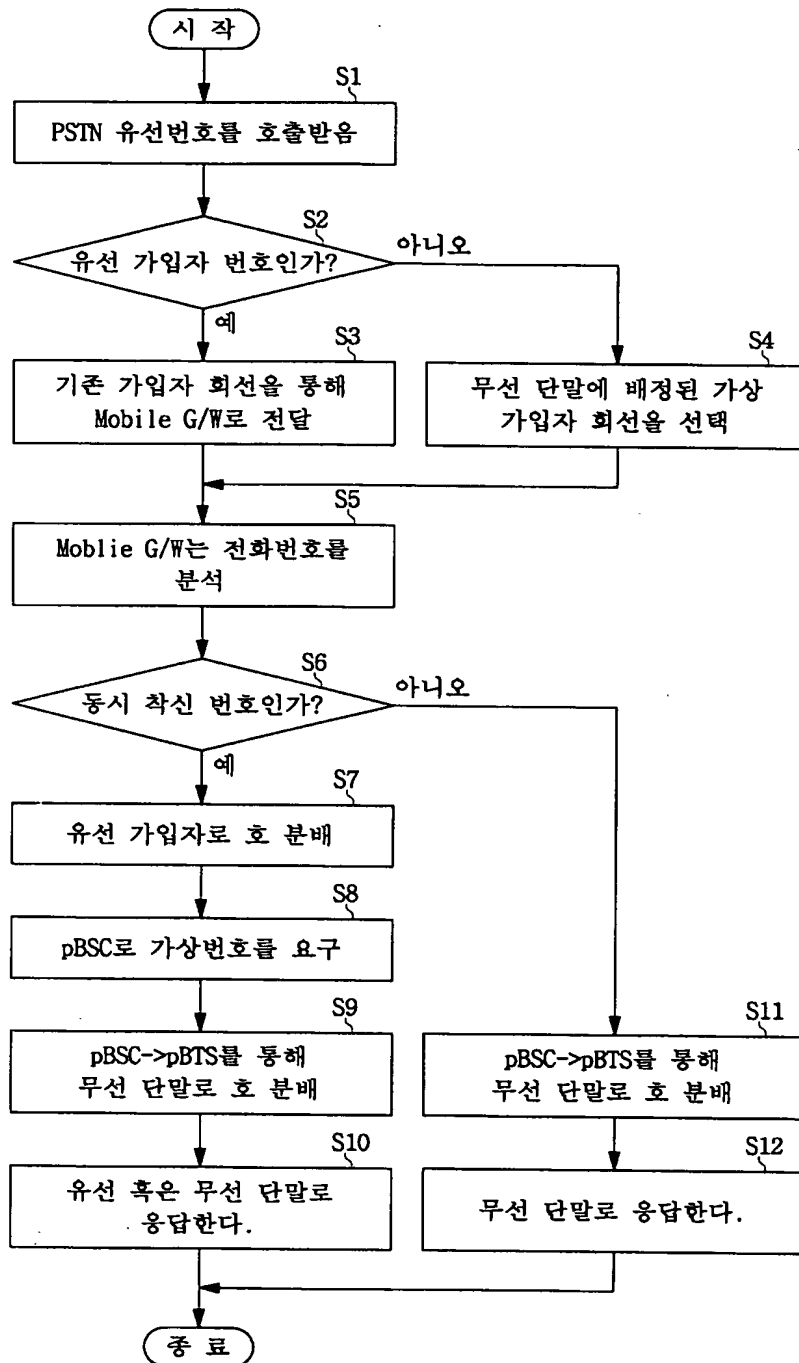 시 작
S1
PSTN 유선번호를 호출받음
S2
유선 가입자 번호인가?
아니오
예
S3
기존 가입자 회선을 통해
Mobile G/W로 전달
S4
무선 단말에 배정된 가상
가입자 회선을 선택
S5
Moblie G/W는 전화번호를
분석
S6
동시 착신 번호인가?
아니오
예
S7
유선 가입자로 호 분배
S8
pBSC로 가상번호를 요구
S9
pBSC->pBTS를 통해
무선 단말로 호 분배
S11
pBSC->pBTS를 통해
무선 단말로 호 분배
S10
유선 혹은 무선 단말로
응답한다.
S12
무선 단말로 응답한다.
종 료